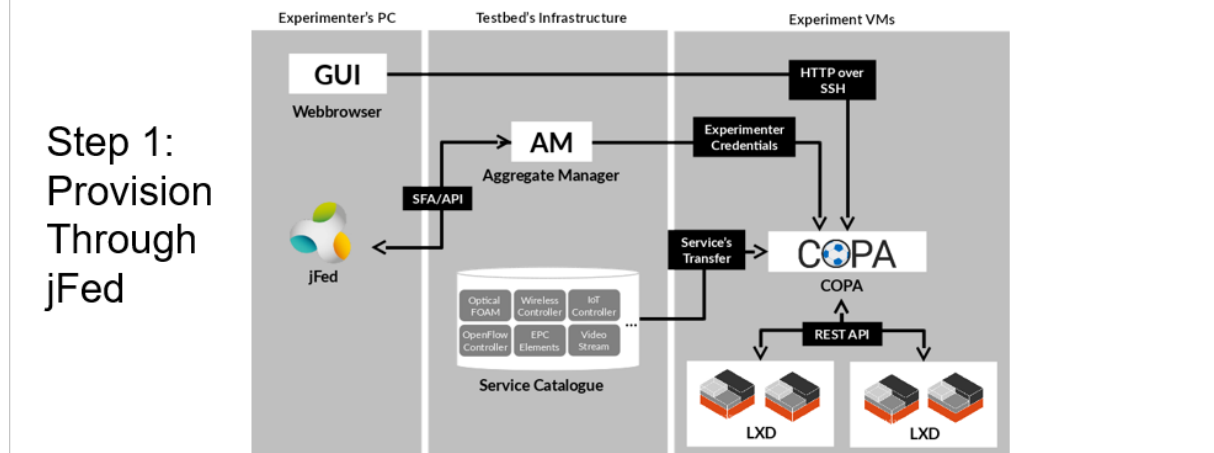 Experimenter's PC
Testbed's Infrastructure
Experiment VMs
Step 1:
Provision
Through
jFed
GUI
Webbrowser
HTTP over
SSH
AM
Aggregate Manager
Experimenter
Credentials
SFA/API
jFed
Service's
Transfer
COPA
COPA
Optical
FOAM
Wireless
Controller
IoT
Controller
OpenFlow
Controller
EPC
Elements
Video
Stream
...
Service Catalogue
REST API
LXD
LXD